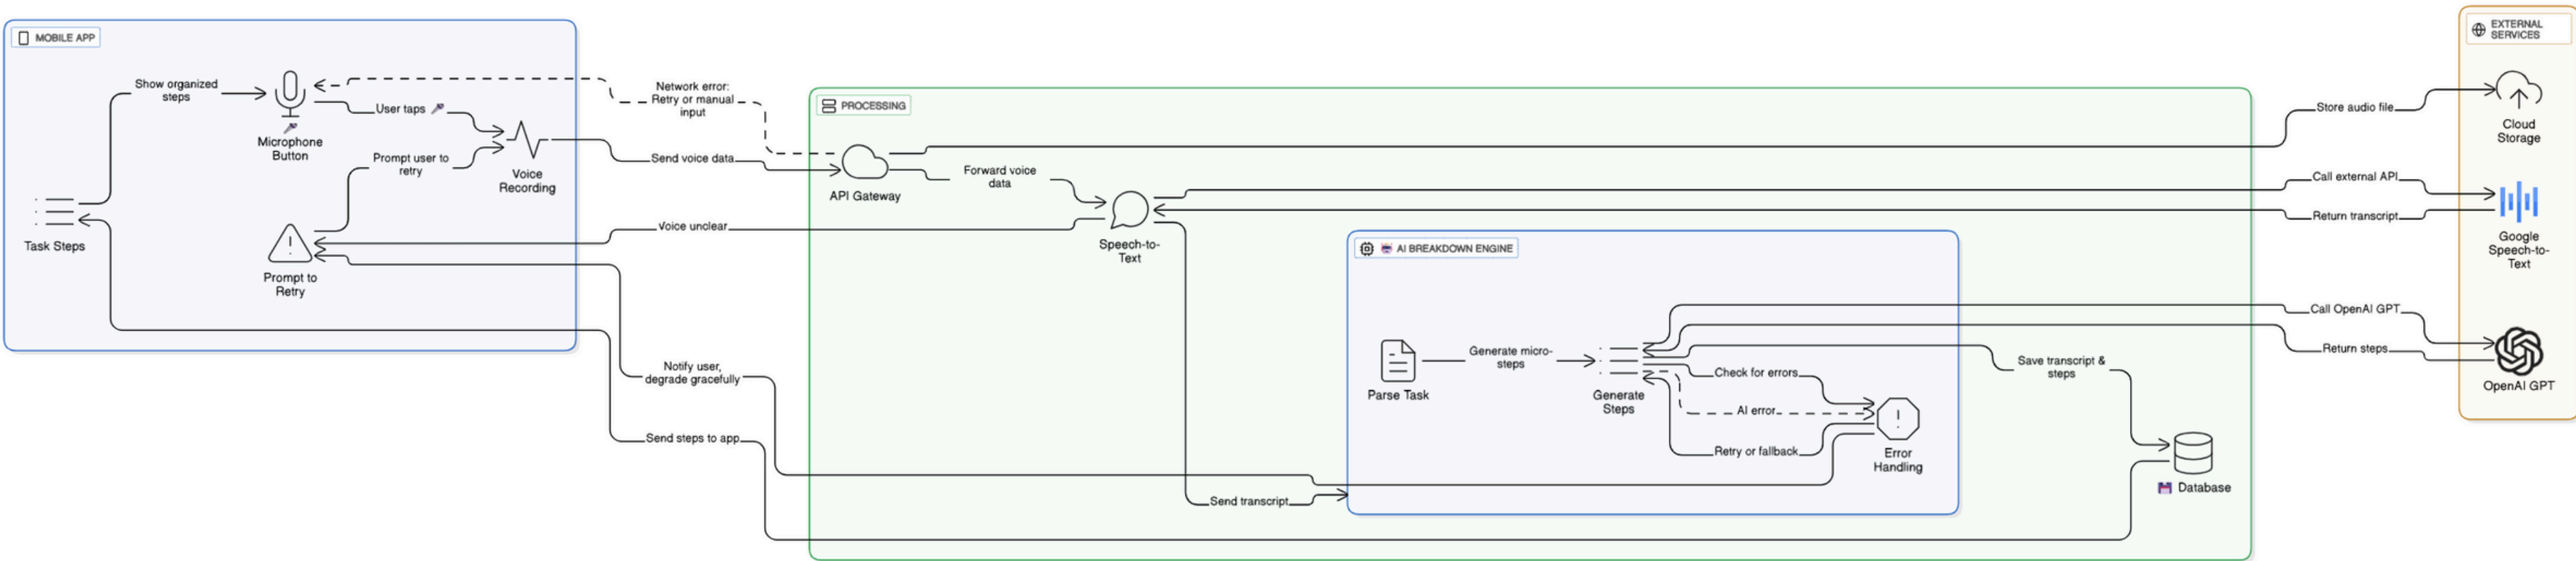 MOBILE APP
Show organized
steps
User taps 🎤
🎤
Microphone
Button
Prompt user to
retry
Voice
Recording
Task Steps
Prompt to
Retry
Network error:
Retry or manual
input
Send voice data
Voice unclear
Notify user,
degrade gracefully
Send steps to app
PROCESSING
API Gateway
Forward voice
data
Speech-to-
Text
Send transcript
AI BREAKDOWN ENGINE
Parse Task
Generate micro-
steps
Generate
Steps
Check for errors
AI error
Retry or fallback
Error
Handling
Save transcript &
steps
💾 Database
Store audio file
Call external API
Return transcript
Call OpenAI GPT
Return steps
EXTERNAL
SERVICES
Cloud
Storage
Google
Speech-to-
Text
OpenAI GPT